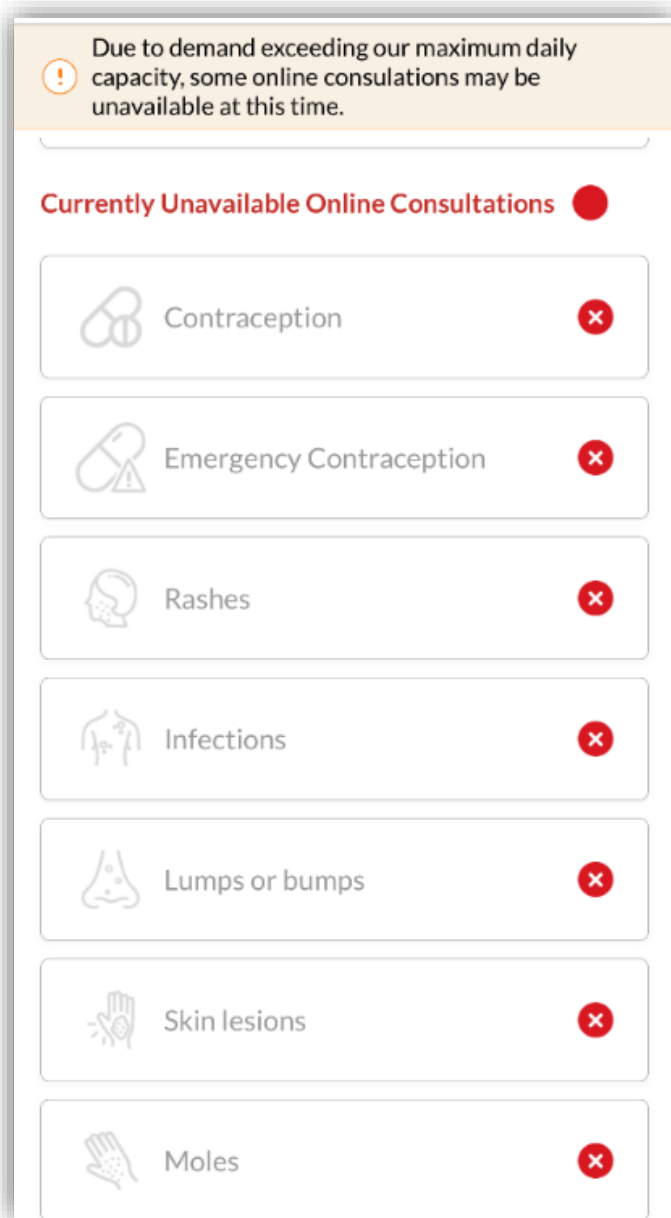 Due to demand exceeding our maximum daily
capacity, some online consulations may be
unavailable at this time.
Currently Unavailable Online Consultations
Contraception
Emergency Contraception
Rashes
Infections
Lumps or bumps
Skin lesions
Moles